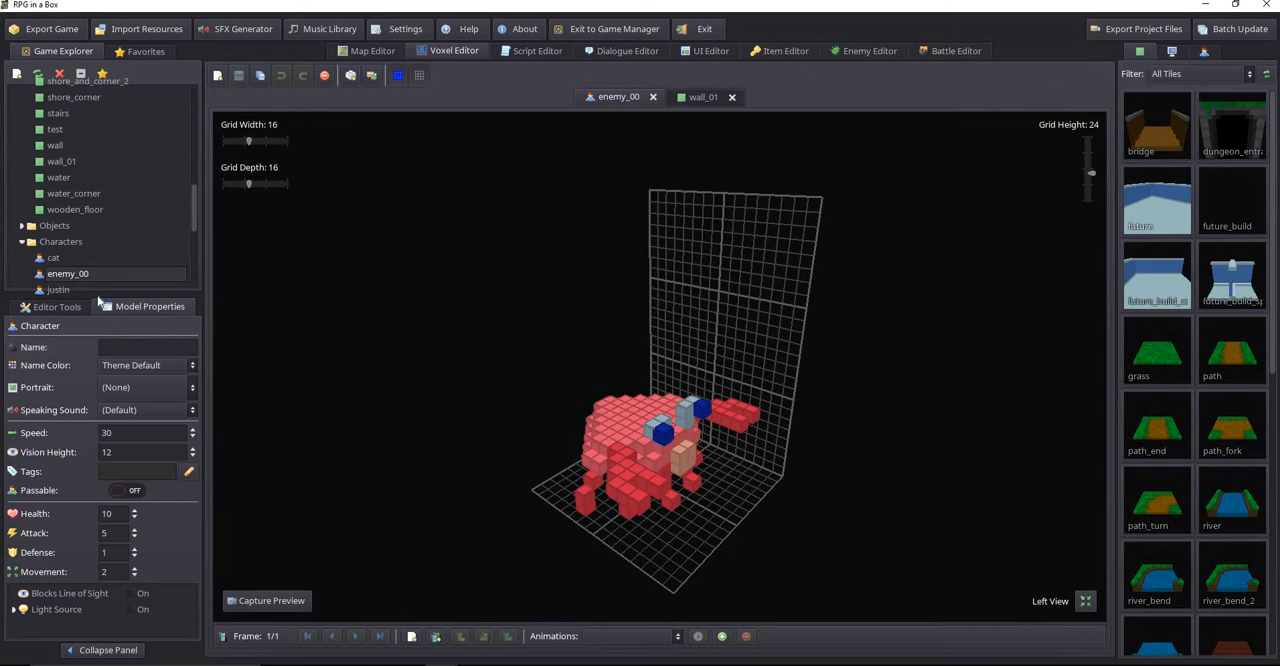 RPG in a Box
Export Game Import Resources SFX Generator Music Library Settings Help About Exit to Game Manager Exit Export Project Files Batch Update
Game Explorer Favorites Map Editor Voxel Editor Script Editor Dialogue Editor UI Editor Item Editor Enemy Editor Battle Editor
Filter: All Tiles
shore_and_corner_2
shore_corner
stairs
test
wall
wall_01
water
water_corner
wooden_floor
Objects
Characters
cat
enemy_00
justin
Editor Tools Model Properties
Character
Name:
Name Color: Theme Default
Portrait: (None)
Speaking Sound: (Default)
Speed: 30
Vision Height: 12
Tags:
Passable: OFF
Health: 10
Attack: 5
Defense: 1
Movement: 2
Blocks Line of Sight On
Light Source On
Collapse Panel
enemy_00 wall_01
Grid Width: 16
Grid Depth: 16
Grid Height: 24
Capture Preview
Left View
Frame: 1/1 Animations:
bridge dungeon_entr
future future_build
future_build_co future_build_sp
grass path
path_end path_fork
path_turn river
river_bend river_bend_2